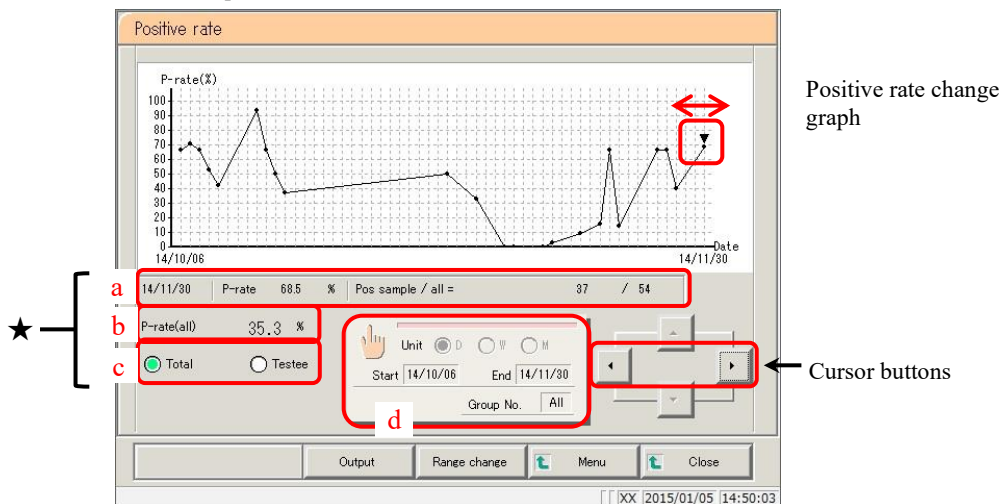 Positive rate
P-rate(%)
100
90
80
70
60
50
40
30
20
10
0
Date
14/10/06
14/11/30
Positive rate change
graph
a
14/11/30 P-rate 68.5 % Pos sample / all = 37 / 54
b
P-rate(all) 35.3 %
c
Total Testee
Unit D W M
Start 14/10/06 End 14/11/30
Group No. All
d
Cursor buttons
★
Output Range change Menu Close
XX 2015/01/05 14:50:03